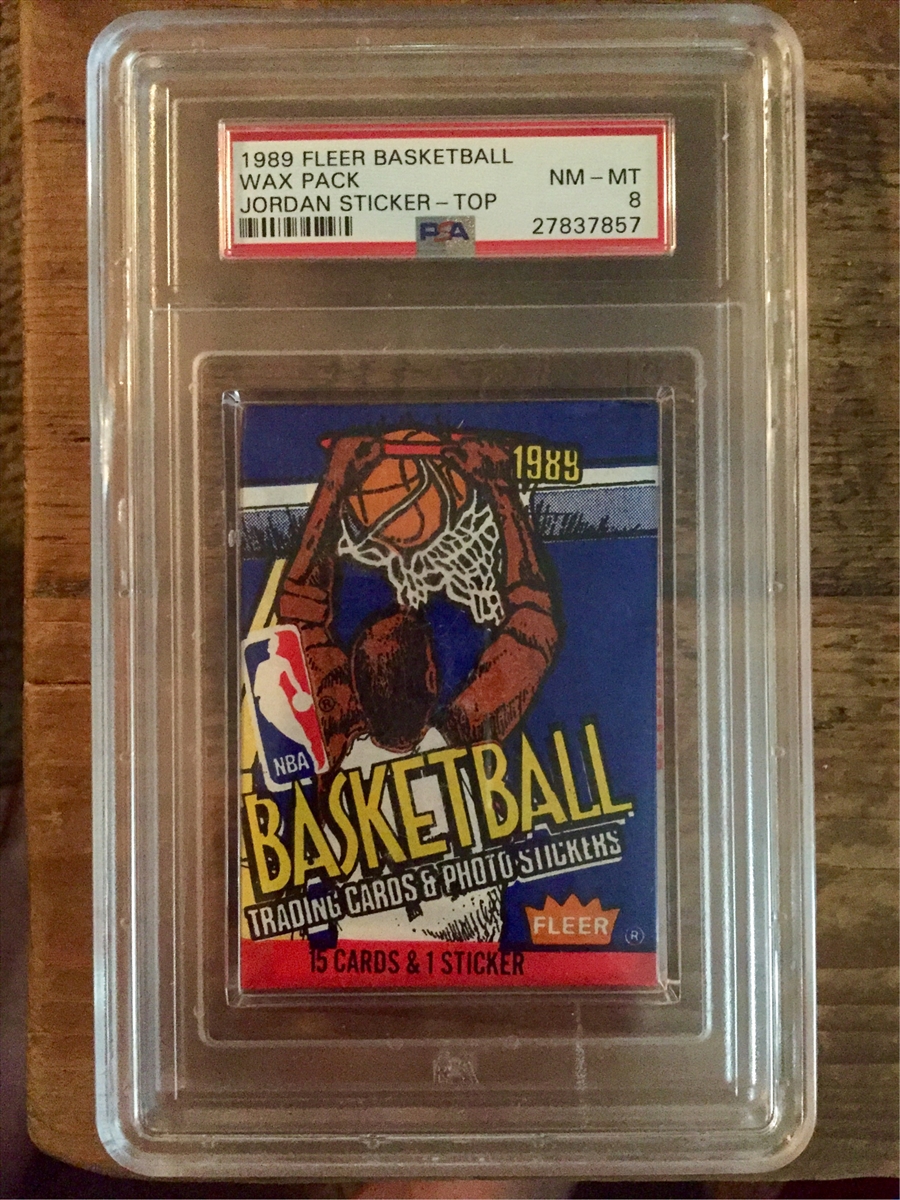 1989 FLEER BASKETBALL
WAX PACK NM - MT
JORDAN STICKER - TOP 8
PSA 27837857
1989
®
NBA
BASKETBALL
TRADING CARDS & PHOTO STICKERS
FLEER ®
15 CARDS & 1 STICKER
PSA